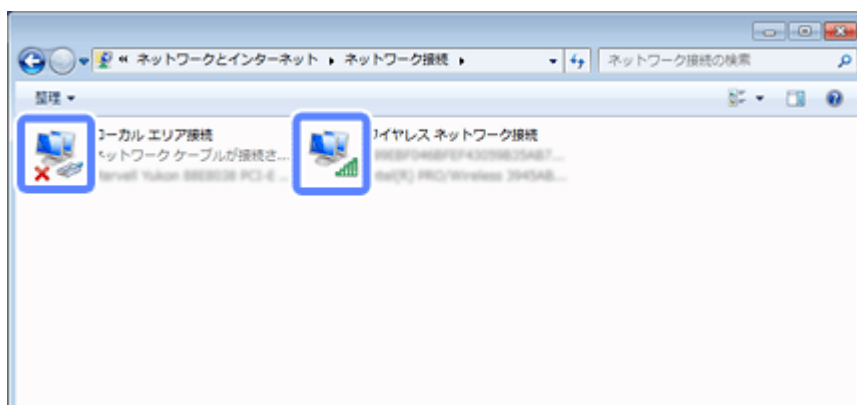 « ネットワークとインターネット ▸ ネットワーク接続 ▸
ネットワーク接続の検索
整理
ーカル エリア接続
ットワーク ケーブルが接続さ...
イヤレス ネットワーク接続